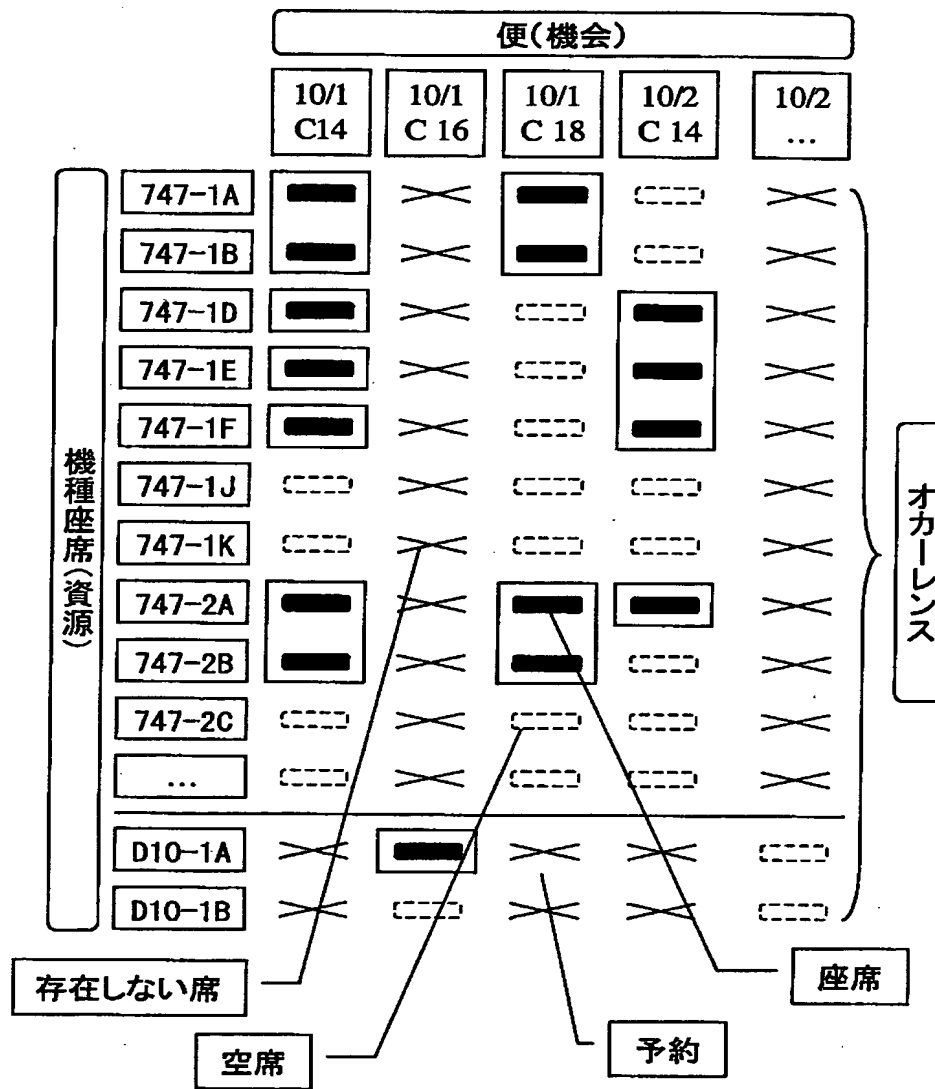 便(機会)
10/1
C14
10/1
C 16
10/1
C 18
10/2
C 14
10/2
...
機種座席(資源)
747-1A
747-1B
747-1D
747-1E
747-1F
747-1J
747-1K
747-2A
747-2B
747-2C
...
D10-1A
D10-1B
オカーレンス
存在しない席
空席
予約
座席